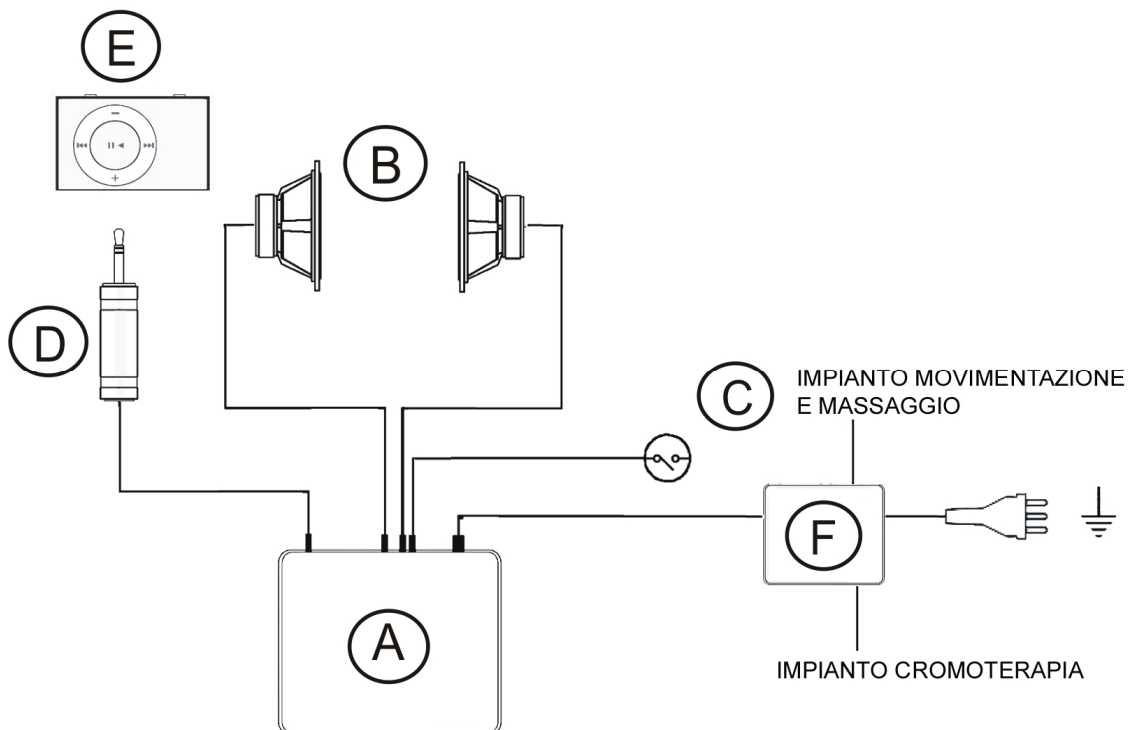 E
B
D
C
IMPIANTO MOVIMENTAZIONE
E MASSAGGIO
F
A
IMPIANTO CROMOTERAPIA